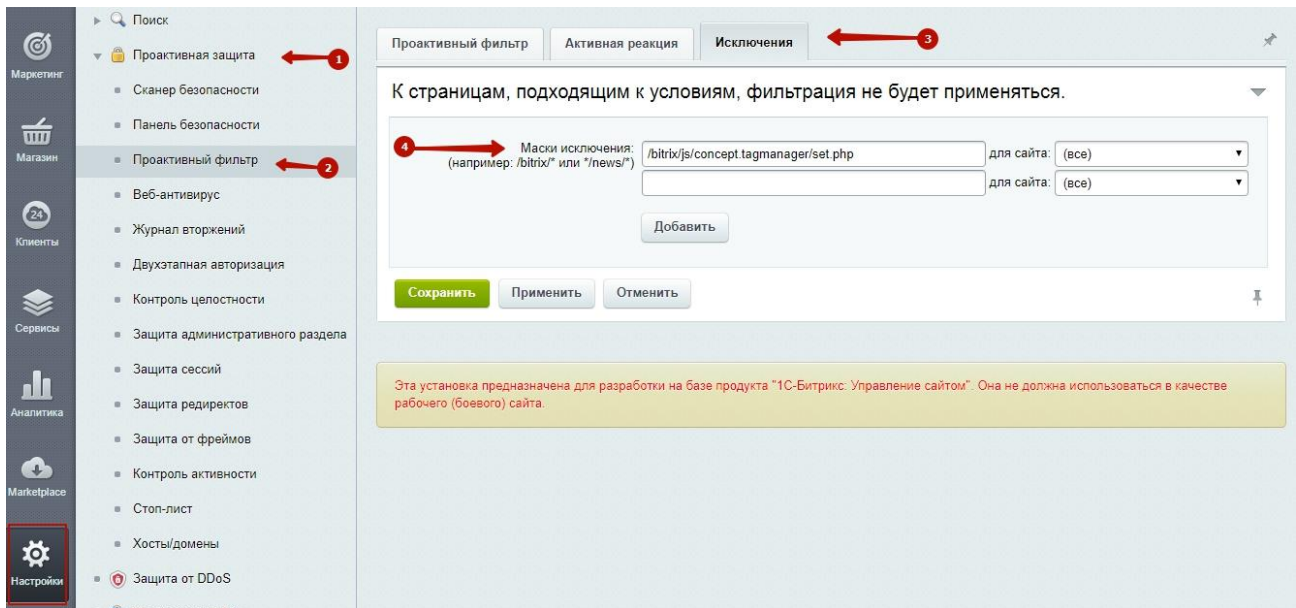 Маркетинг
Магазин
24
Клиенты
Сервисы
Аналитика
Marketplace
Настройки
Поиск
Проактивная защита
1
Сканер безопасности
Панель безопасности
Проактивный фильтр
2
Веб-антивирус
Журнал вторжений
Двухэтапная авторизация
Контроль целостности
Защита административного раздела
Защита сессий
Защита редиректов
Защита от фреймов
Контроль активности
Стоп-лист
Хосты/домены
Защита от DDoS
Проактивный фильтр Активная реакция Исключения
3
К страницам, подходящим к условиям, фильтрация не будет применяться.
4
Маски исключения:
(например: /bitrix/* или */news/*)
/bitrix/js/concept.tagmanager/set.php для сайта: (все)
для сайта: (все)
Добавить
Сохранить Применить Отменить
Эта установка предназначена для разработки на базе продукта "1С-Битрикс: Управление сайтом". Она не должна использоваться в качестве
рабочего (боевого) сайта.